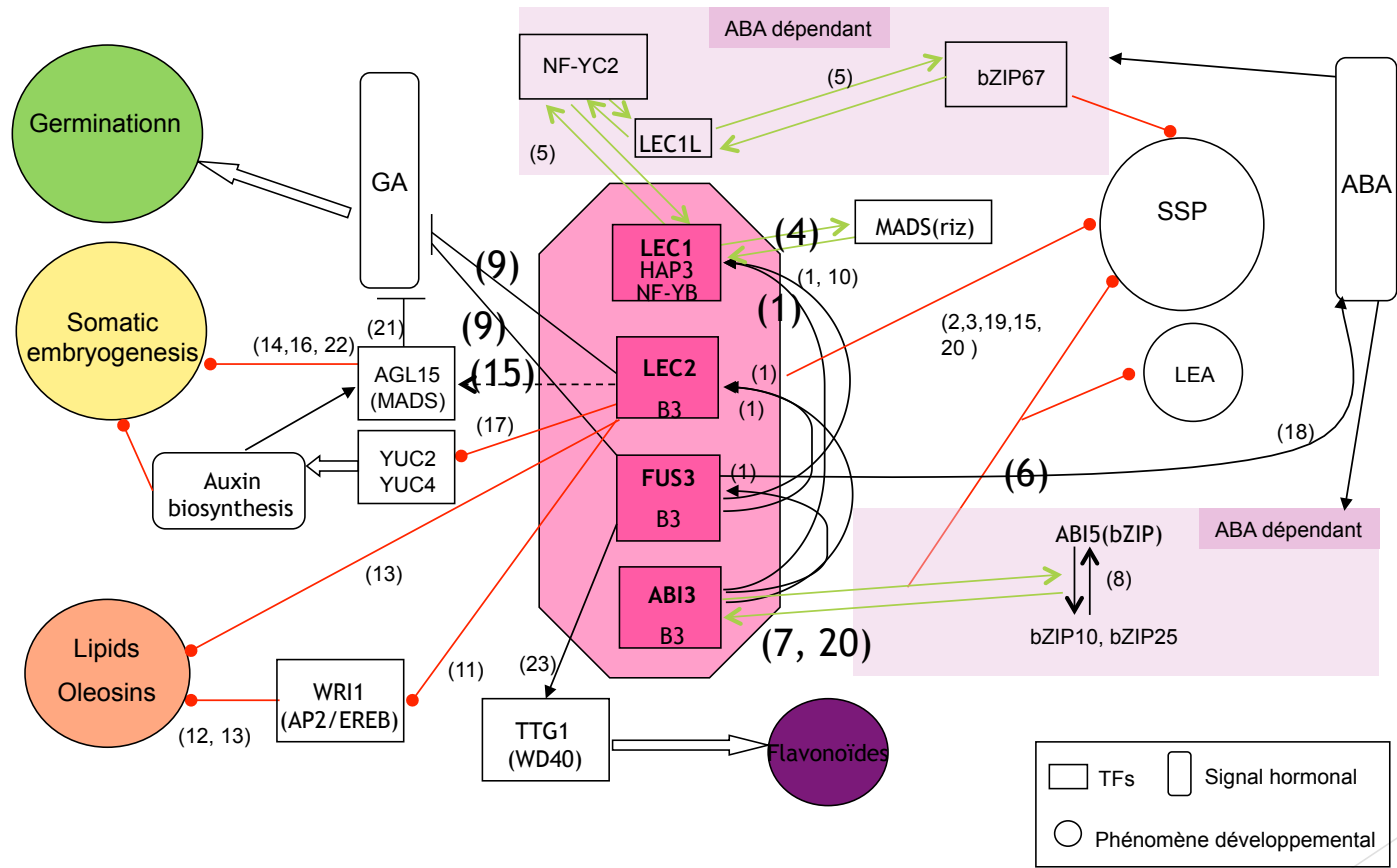 ABA dépendant
NF-YC2
(5)
bZIP67
LEC1L
(5)
Germinationn
GA
ABA
SSP
LEC1
HAP3
NF-YB
(4)
MADS(riz)
(1, 10)
(9)
(1)
Somatic
embryogenesis
(21)
(9)
(14,16, 22)
AGL15
(MADS)
(15)
LEC2
B3
(1)
(1)
(2,3,19,15,
20 )
LEA
(17)
YUC2
YUC4
Auxin
biosynthesis
FUS3
B3
(1)
(18)
(6)
ABA dépendant
ABI5(bZIP)
(8)
bZIP10, bZIP25
(13)
ABI3
B3
(7, 20)
Lipids
Oleosins
(11)
(23)
WRI1
(AP2/EREB)
(12, 13)
TTG1
(WD40)
Flavonoïdes
TFs
Signal hormonal
Phénomène développemental